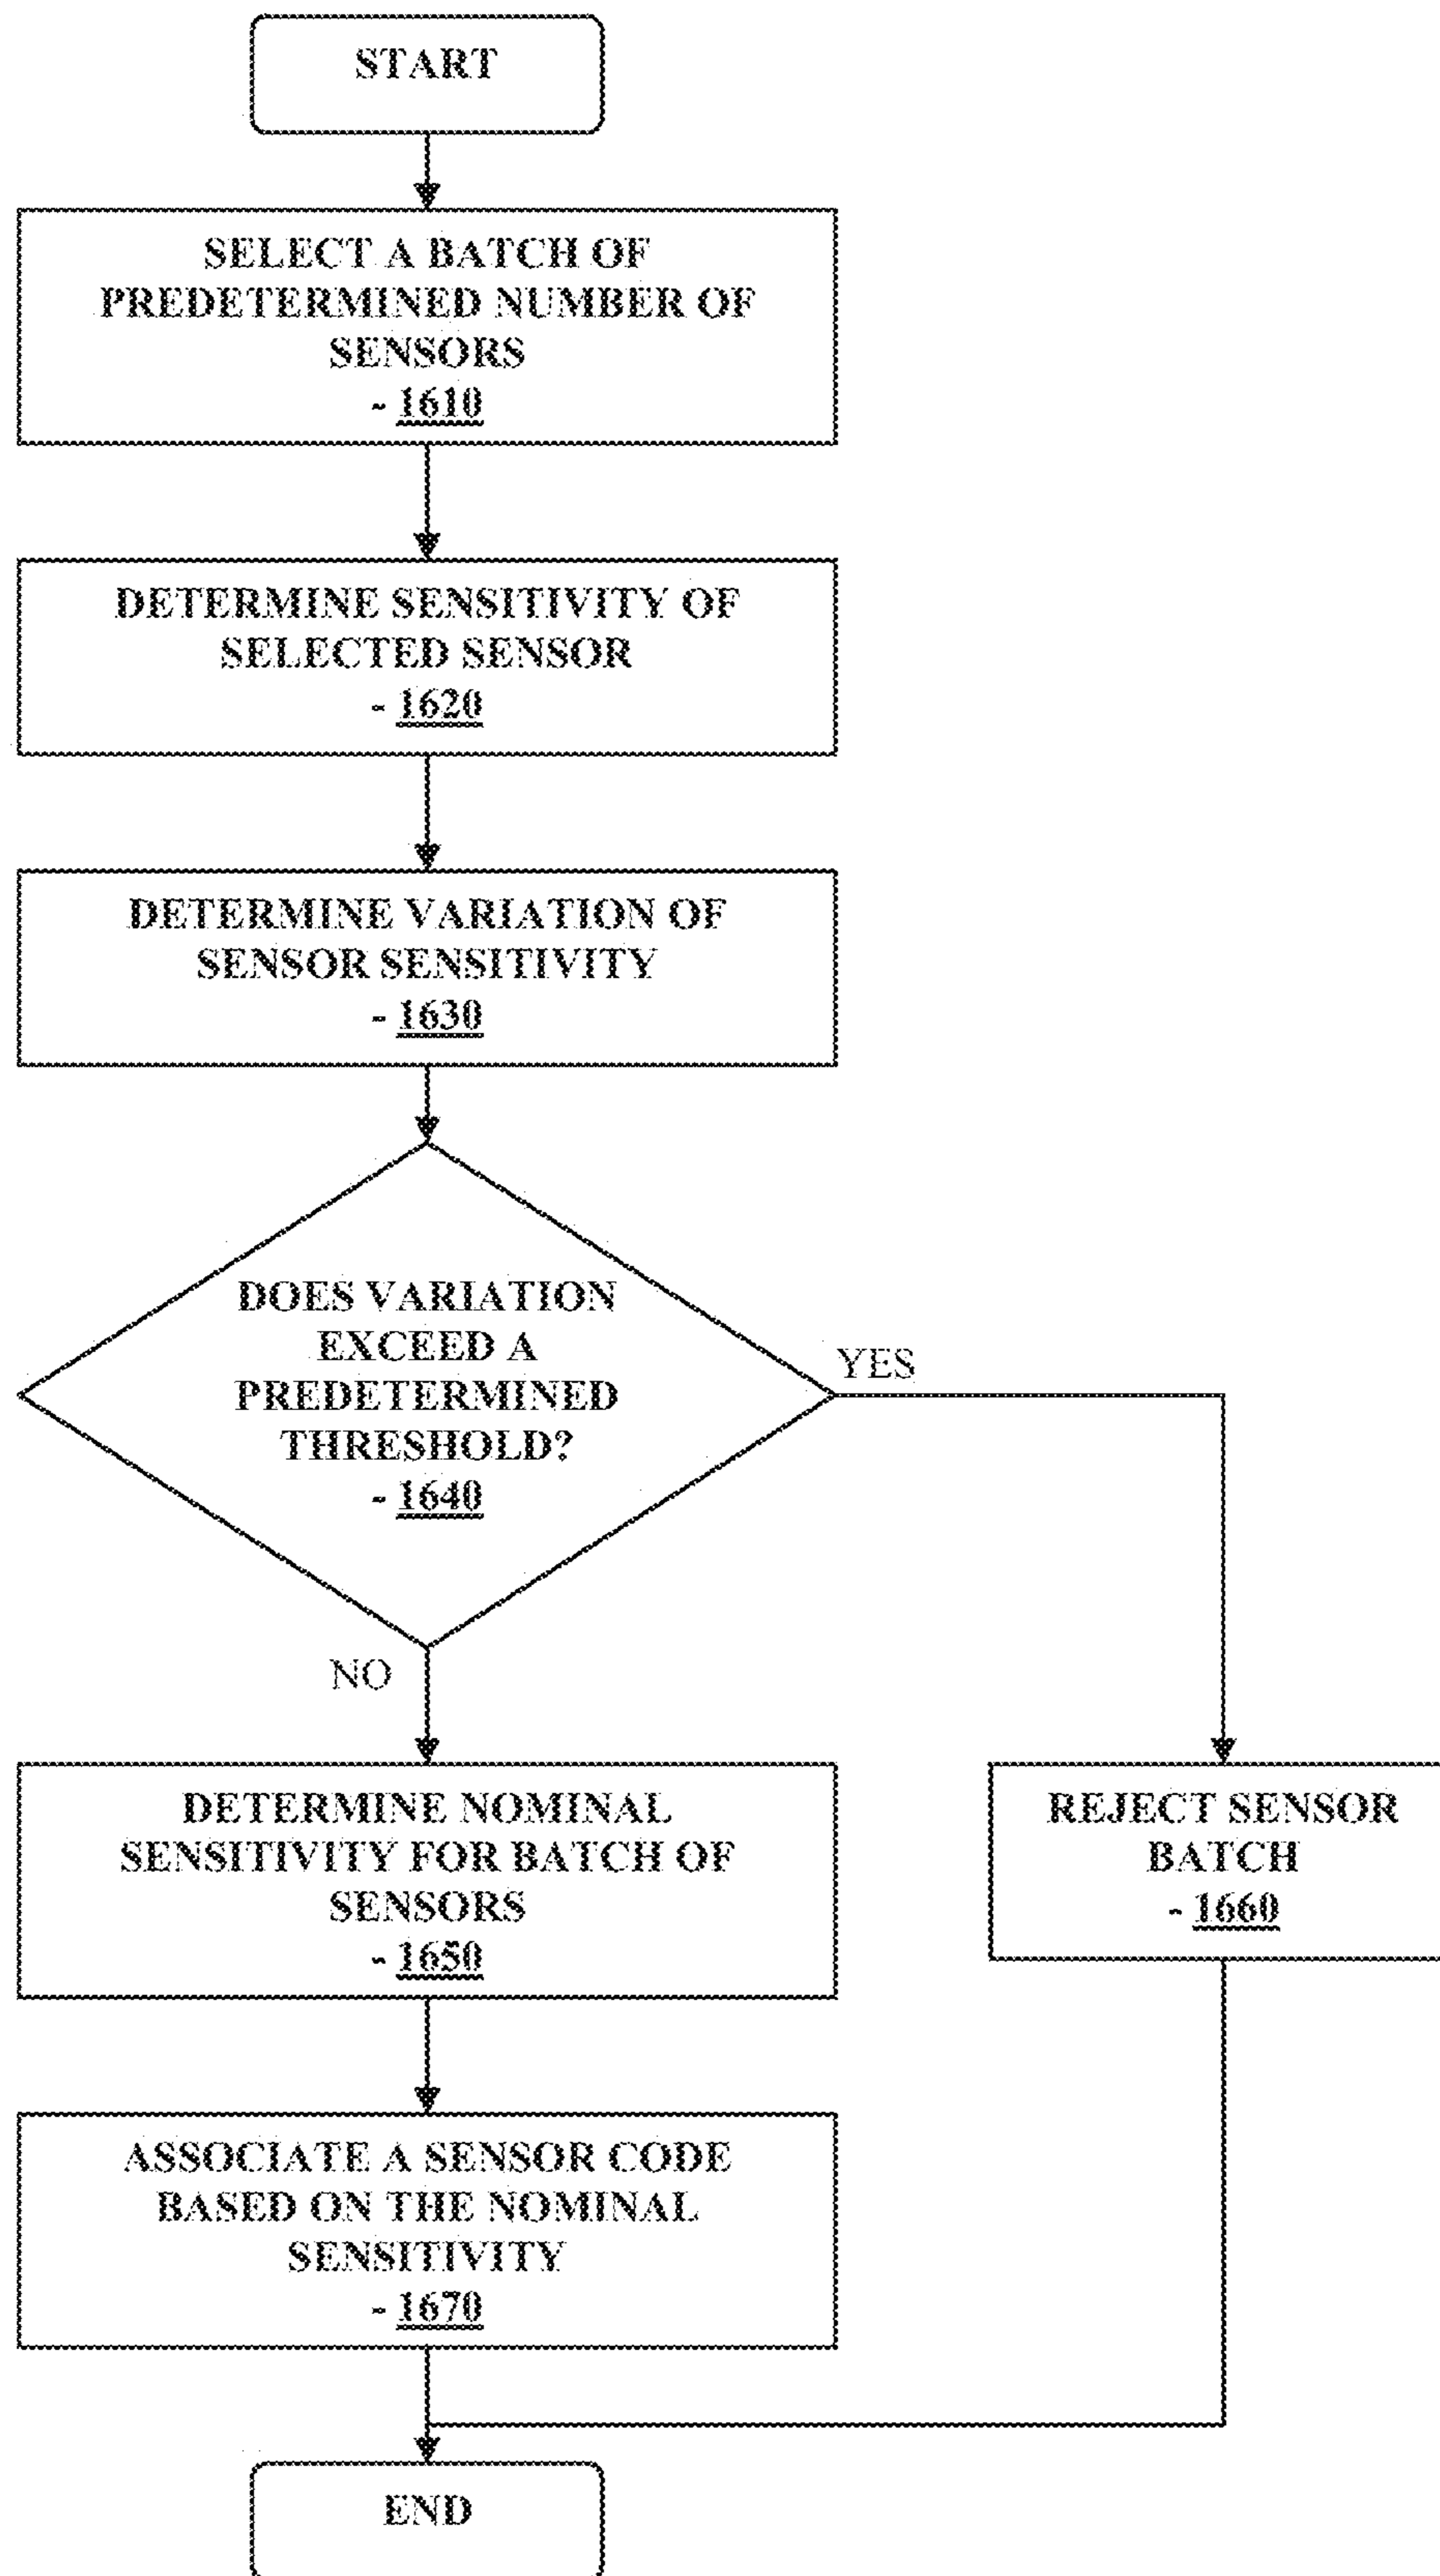 START
SELECT A BATCH OF
PREDETERMINED NUMBER OF
SENSORS
- 1610
DETERMINE SENSITIVITY OF
SELECTED SENSOR
- 1620
DETERMINE VARIATION OF
SENSOR SENSITIVITY
- 1630
DOES VARIATION
EXCEED A
PREDETERMINED
THRESHOLD?
- 1640
YES
NO
DETERMINE NOMINAL
SENSITIVITY FOR BATCH OF
SENSORS
- 1650
REJECT SENSOR
BATCH
- 1660
ASSOCIATE A SENSOR CODE
BASED ON THE NOMINAL
SENSITIVITY
- 1670
END